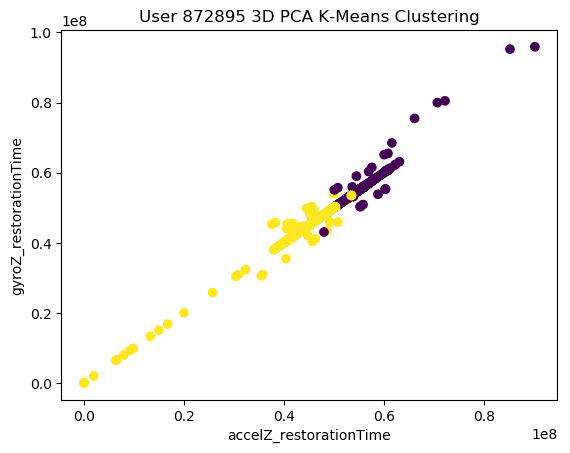 User 872895 3D PCA K-Means Clustering
1e8
1.0
0.8
0.6
0.4
0.2
0.0
gyroZ_restorationTime
0.0 0.2 0.4 0.6 0.8
1e8
accelZ_restorationTime